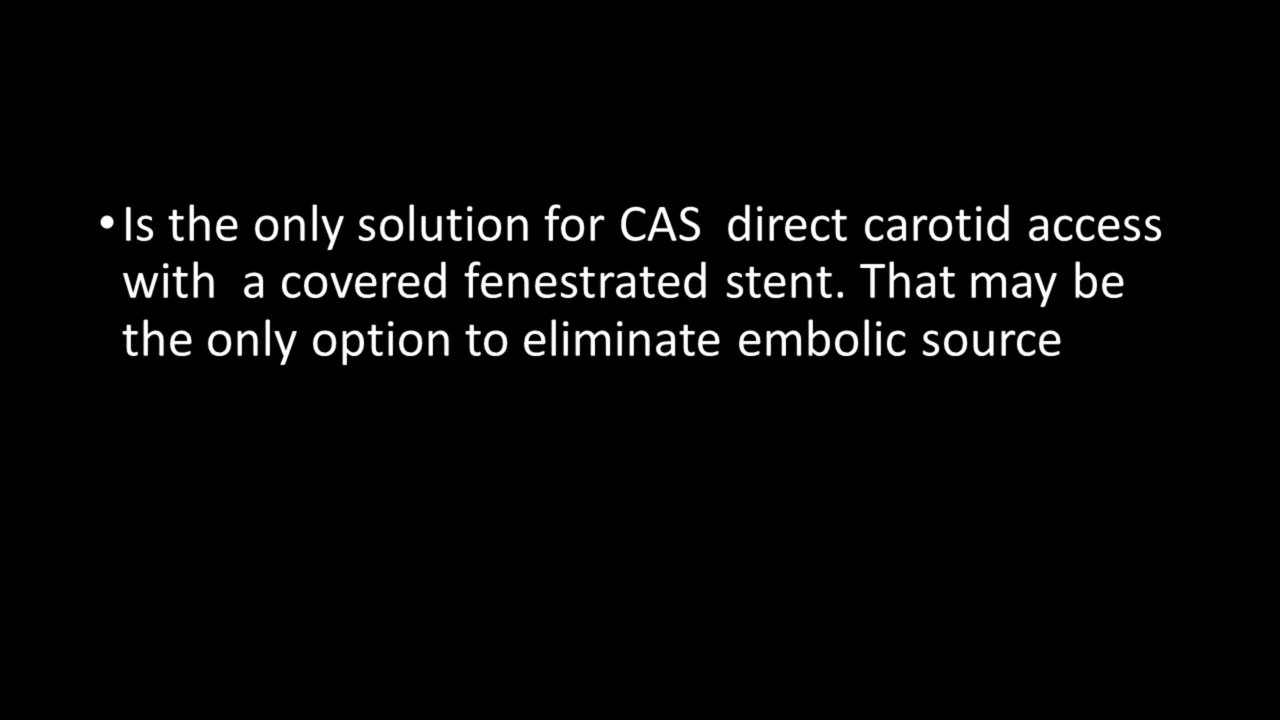 •Is the only solution for CAS  direct carotid access
with  a covered fenestrated stent. That may be
the only option to eliminate embolic source